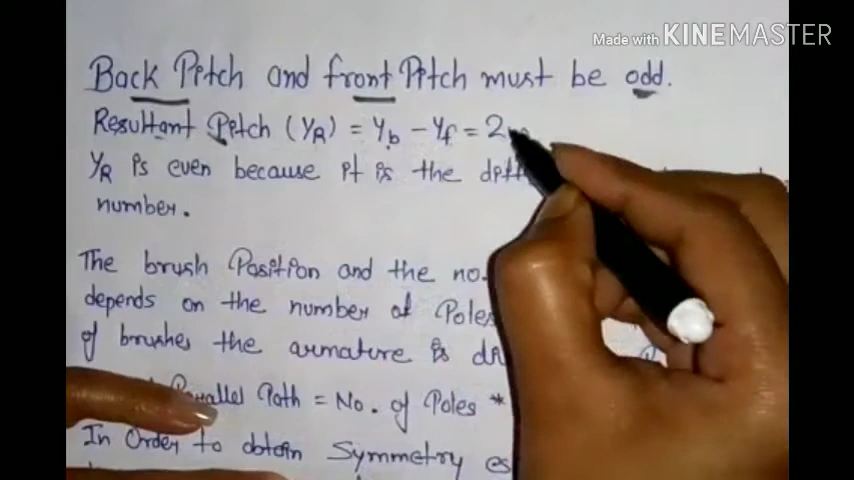 Made with KINEMASTER
Back Pitch and front Pitch must be odd.
Resultant Pitch (YR) = Yb - Yf = 2
YR is even because it is the
number.
The brush Position and the no.
depends on the number of Poles
of brushes the armature is
Parallel Path = No. of Poles *
In Order to obtain Symmetry